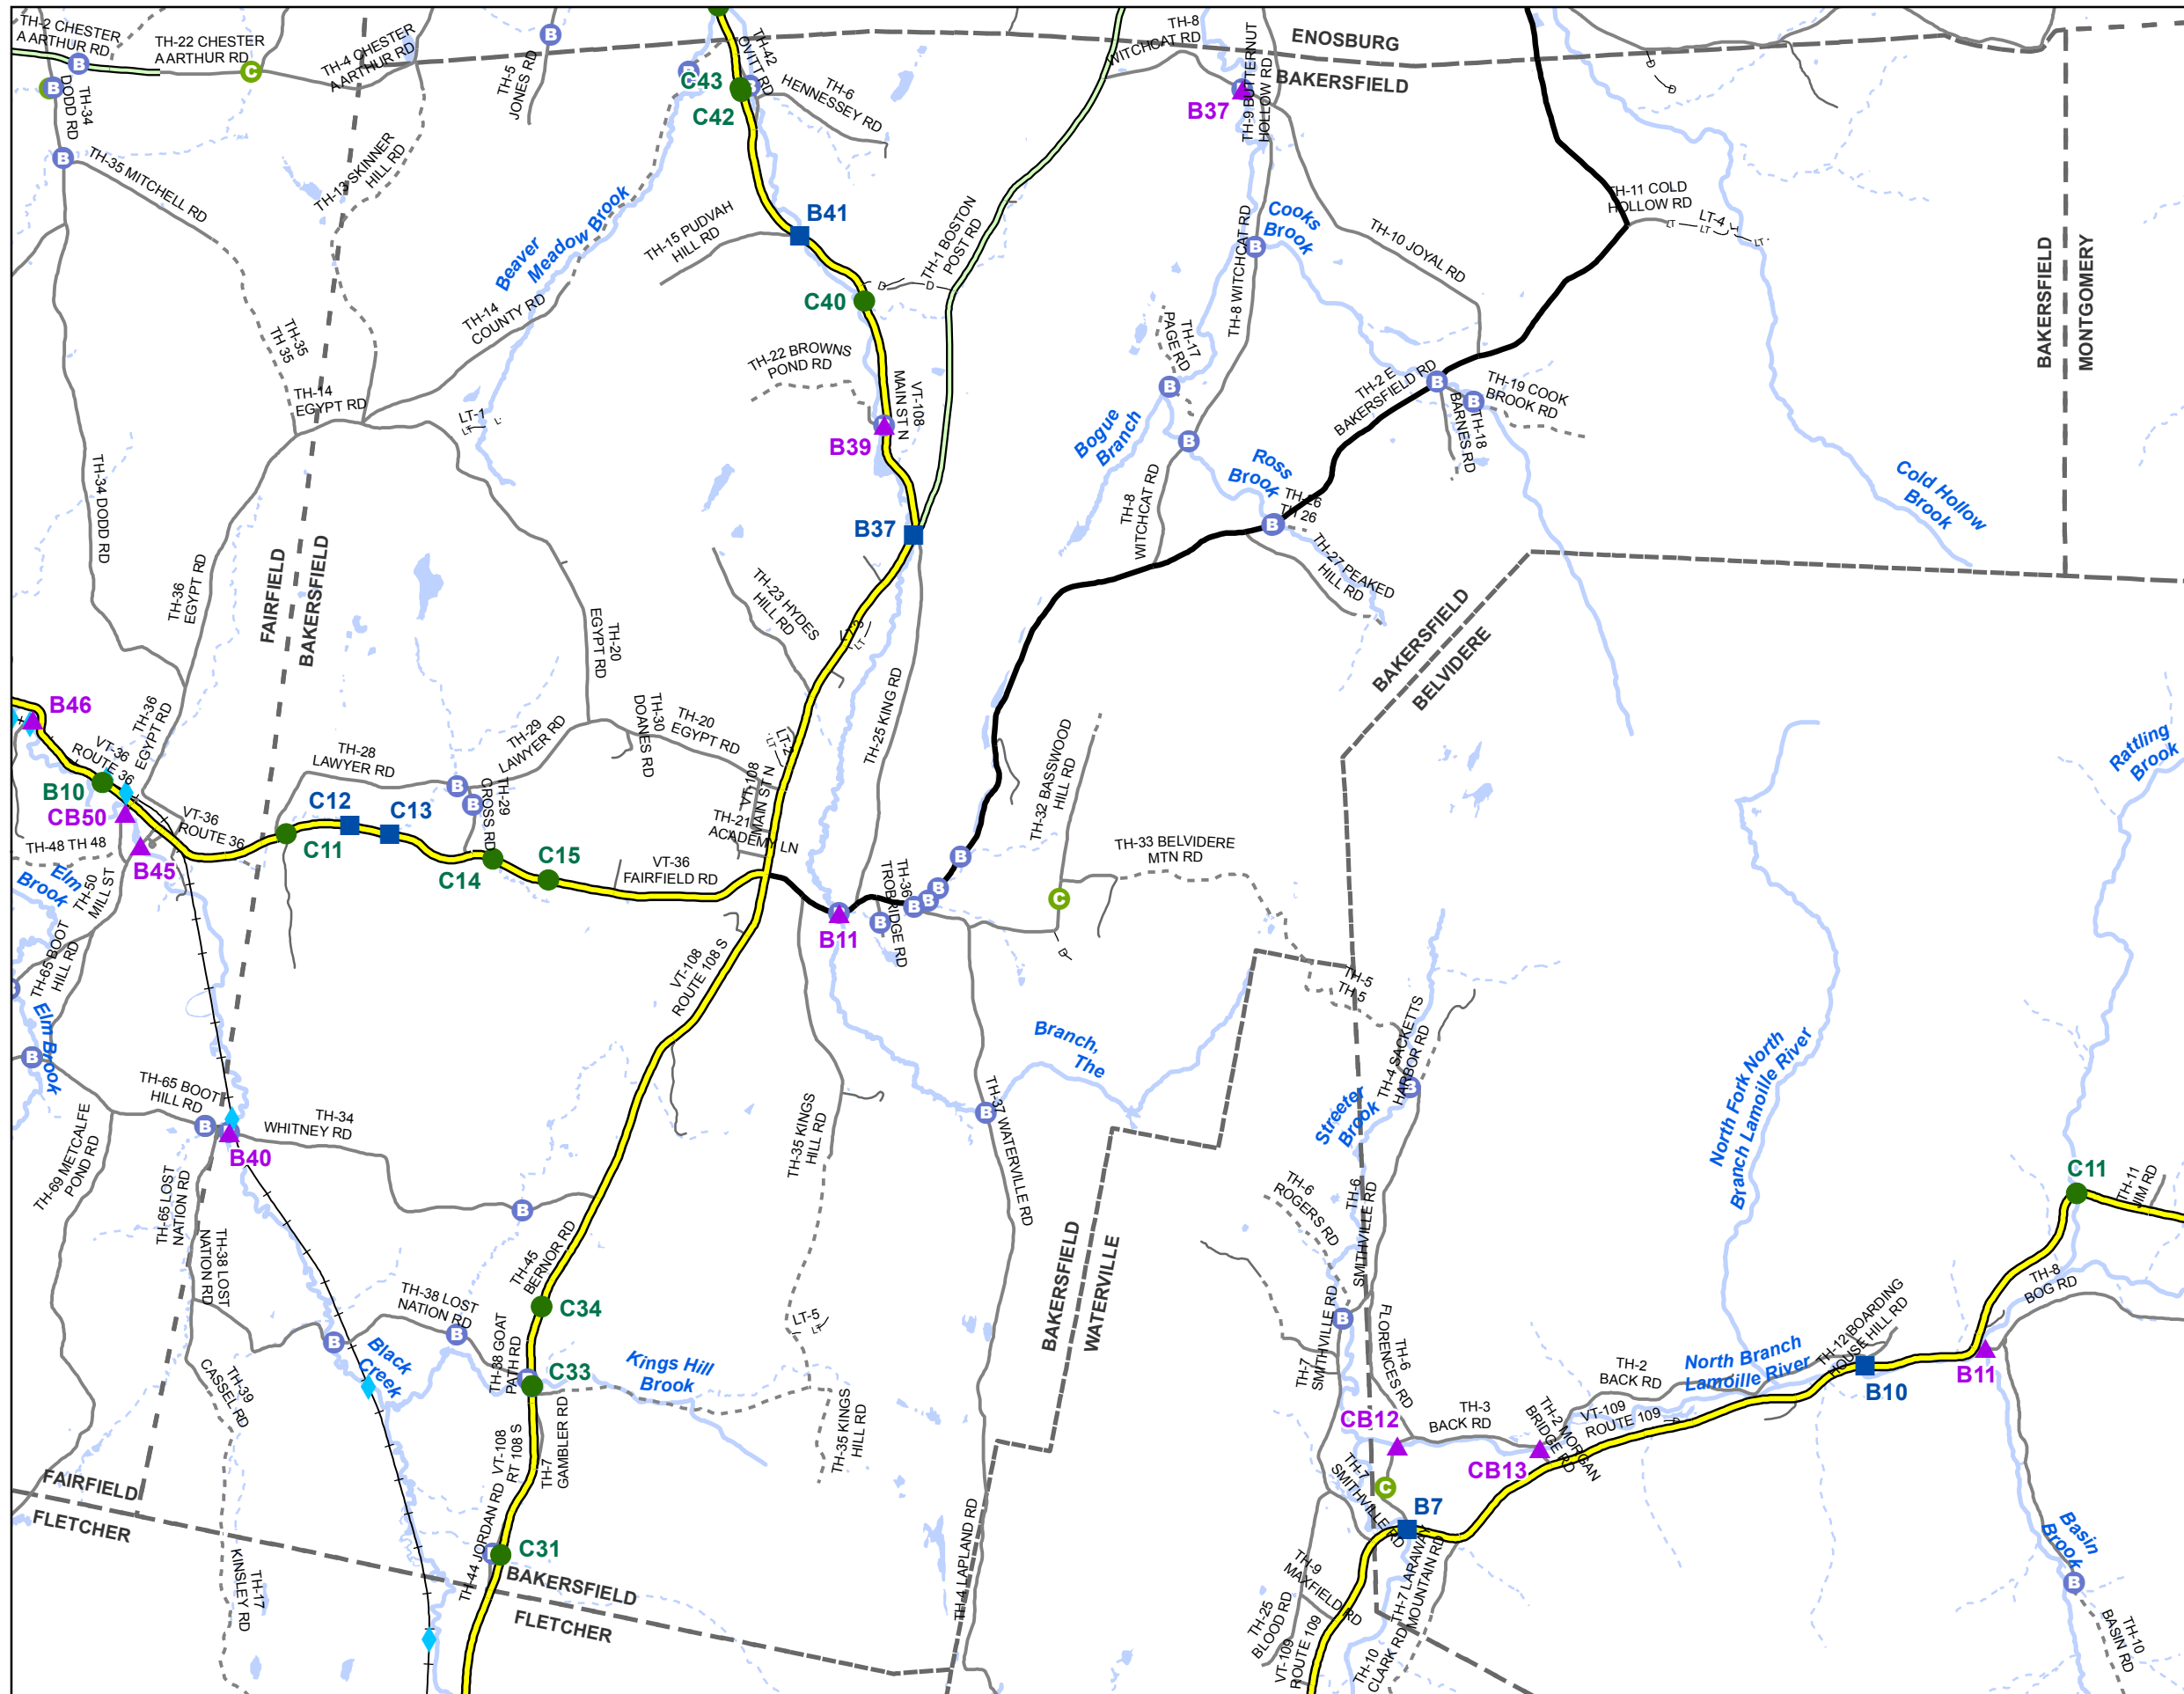 TH-2 CHESTER
A ARTHUR RD
TH-22 CHESTER
A ARTHUR RD
TH-4 CHESTER
A ARTHUR RD
TH-34
DODD RD
TH-35 MITCHELL RD
TH-13 SKINNER
HILL RD
TH-5
JONES RD
C43
C42
TH-42
TH-6
HENNESSEY RD
TH-8
WITCHCAT RD
ENOSBURG
BAKERSFIELD
B37
TH-9 BUTTERNUT
HOLLOW RD
TH-11 COLD
HOLLOW RD
LT-4
LT
LT
LT
D
D
BAKERSFIELD
MONTGOMERY
Beaver
Meadow Brook
TH-15 PUDVAH
HILL RD
B41
C40
D
D
TH-1 BOSTON
POST RD
TH-8 WITCHCAT RD
Cooks
Brook
TH-10 JOYAL RD
TH-14
COUNTY RD
TH-35
TH 35
TH-14
EGYPT RD
LT-1
LT
TH-22 BROWNS
POND RD
VT-108
MAIN ST N
B39
B37
TH-17
PAGE RD
Bogue
Branch
TH-8
WITCHCAT RD
Ross
Brook
TH-26
TH 26
TH-27 PEAKED
HILL RD
TH-2 E
BAKERSFIELD RD
TH-19 COOK
BROOK RD
TH-18
BARNES RD
Cold Hollow
Brook
TH-34 DODD RD
TH-36
EGYPT RD
FAIRFIELD
BAKERSFIELD
TH-20
EGYPT RD
TH-23 HYDES
HILL RD
LT-3
LT
TH-25 KING RD
BAKERSFIELD
BELVIDERE
B46
VT-36
ROUTE 36
TH-36
EGYPT RD
B10
CB50
B45
VT-36
ROUTE 36
TH-48 TH 48
Elm
Brook
TH-50
MILL ST
TH-65 BOOT
HILL RD
TH-28
LAWYER RD
TH-29
LAWYER RD
TH-29
CROSS RD
TH-30
DOANES RD
TH-20
EGYPT RD
LT-2
LT
VT-108
MAIN ST N
TH-21
ACADEMY LN
C11
C12
C13
C14
C15
VT-36
FAIRFIELD RD
B11
TH-36
TROBRIDGE RD
TH-32 BASSWOOD
HILL RD
TH-33 BELVIDERE
MTN RD
C
D
VT-108
ROUTE 108 S
Rattling
Brook
TH-5
TH 5
TH-4 SACKETTS
HARBOR RD
Streeter
Brook
Branch,
The
TH-37 WATERVILLE RD
TH-35 KINGS
HILL RD
Elm Brook
TH-65 BOOT
HILL RD
TH-34
WHITNEY RD
B40
TH-69 METCALFE
POND RD
TH-65 LOST
NATION RD
TH-38 LOST
NATION RD
TH-38 LOST
NATION RD
TH-45
BERNOR RD
C34
TH-38 GOAT
PATH RD
C33
Kings Hill
Brook
LT-5
LT
TH-35 KINGS
HILL RD
Black
Creek
TH-39
CASSEL RD
VT-108
RT 108 S
TH-7
GAMBLER RD
TH-44 JORDAN RD
C31
FAIRFIELD
FLETCHER
BAKERSFIELD
FLETCHER
TH-17
KINSLEY RD
BAKERSFIELD
WATERVILLE
TH-4 LAPLAND RD
TH-6
ROGERS RD
TH-6
SMITHVILLE RD
TH-7
SMITHVILLE RD
TH-6
FLORENCES RD
CB12
TH-3
BACK RD
CB13
TH-2 MORGAN
BRIDGE RD
TH-2
BACK RD
VT-109
ROUTE 109
North Branch
Lamoille River
North Fork North
Branch Lamoille River
TH-12 BOARDING
HOUSE HILL RD
B10
B11
C11
TH-11
JIM RD
TH-8
BOG RD
Basin
Brook
TH-10
BASIN RD
C
B7
TH-7
SMITHVILLE RD
TH-9
MAXFIELD RD
TH-25
BLOOD RD
VT-109
ROUTE 109
TH-7 LARAWAY
MOUNTAIN RD
TH-10
CLARK RD